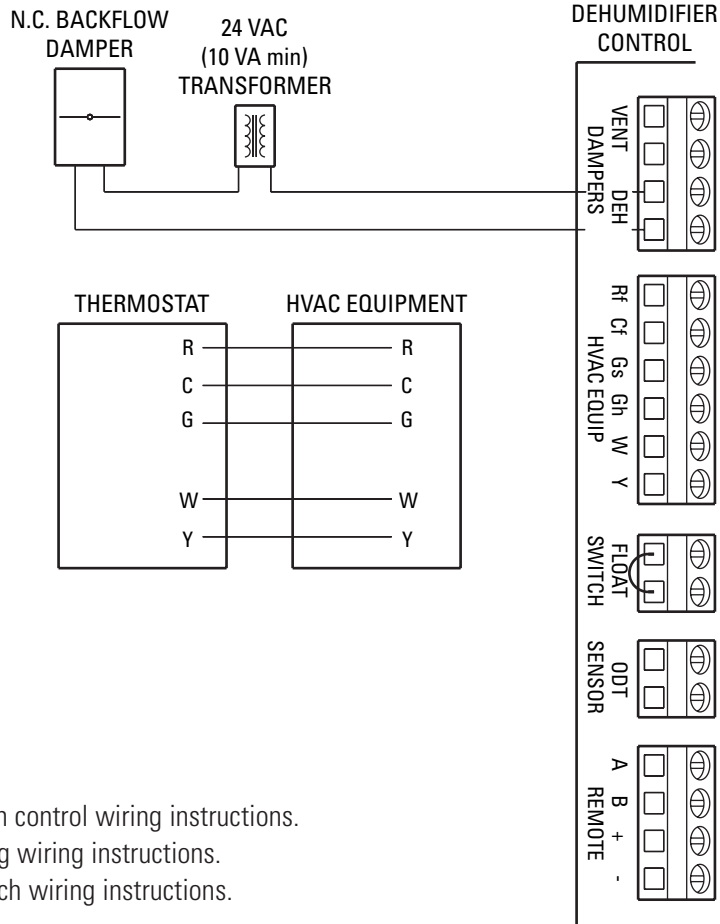 N.C. BACKFLOW
DAMPER
24 VAC
(10 VA min)
TRANSFORMER
DEHUMIDIFIER
CONTROL
VENT
DEH
DAMPERS
THERMOSTAT
HVAC EQUIPMENT
R
R
C
C
G
G
W
W
Y
Y
Rf
Cf
Gs
Gh
W
Y
HVAC EQUIP
FLOAT
SWITCH
ODT
SENSOR
A
B
+
-
REMOTE
control wiring instructions.
wiring instructions.
wiring instructions.